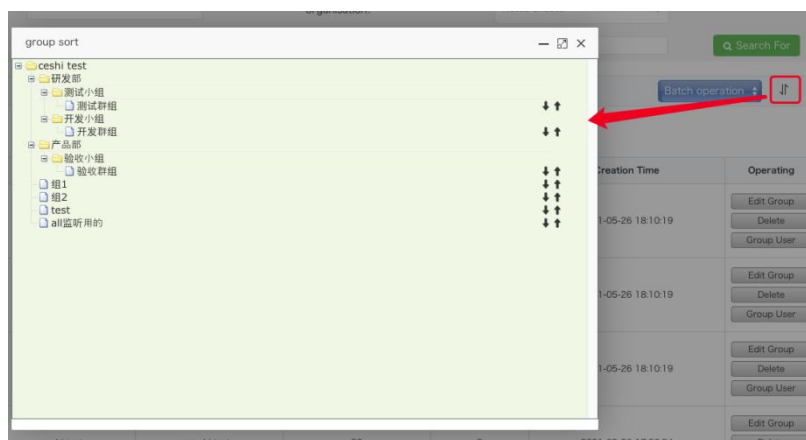 organisation:
group sort
Search For
ceshi test
研发部
测试小组
测试群组
开发小组
开发群组
产品部
验收小组
验收群组
组1
组2
test
all监听用的
Batch operation
Creation Time
Operating
1-05-26 18:10:19
Edit Group
Delete
Group User
1-05-26 18:10:19
Edit Group
Delete
Group User
1-05-26 18:10:19
Edit Group
Delete
Group User
Edit Group